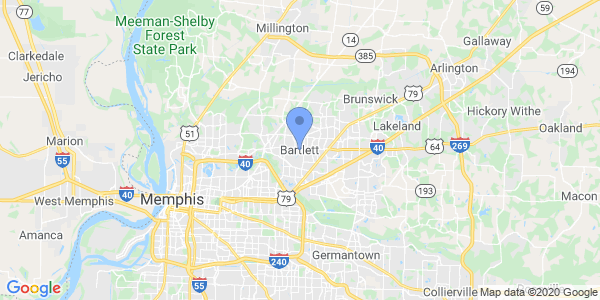 77
Meeman-Shelby
Forest
State Park
Millington
14
385
59
Gallaway
Clarkedale
Jericho
Arlington
194
79
Brunswick
Hickory Withe
Lakeland
51
Marion
55
Bartlett
40
40
64
269
Oakland
40
West Memphis
Memphis
79
193
Macon
Amanca
240
Germantown
55
Google
Collierville
Map data ©2020 Google